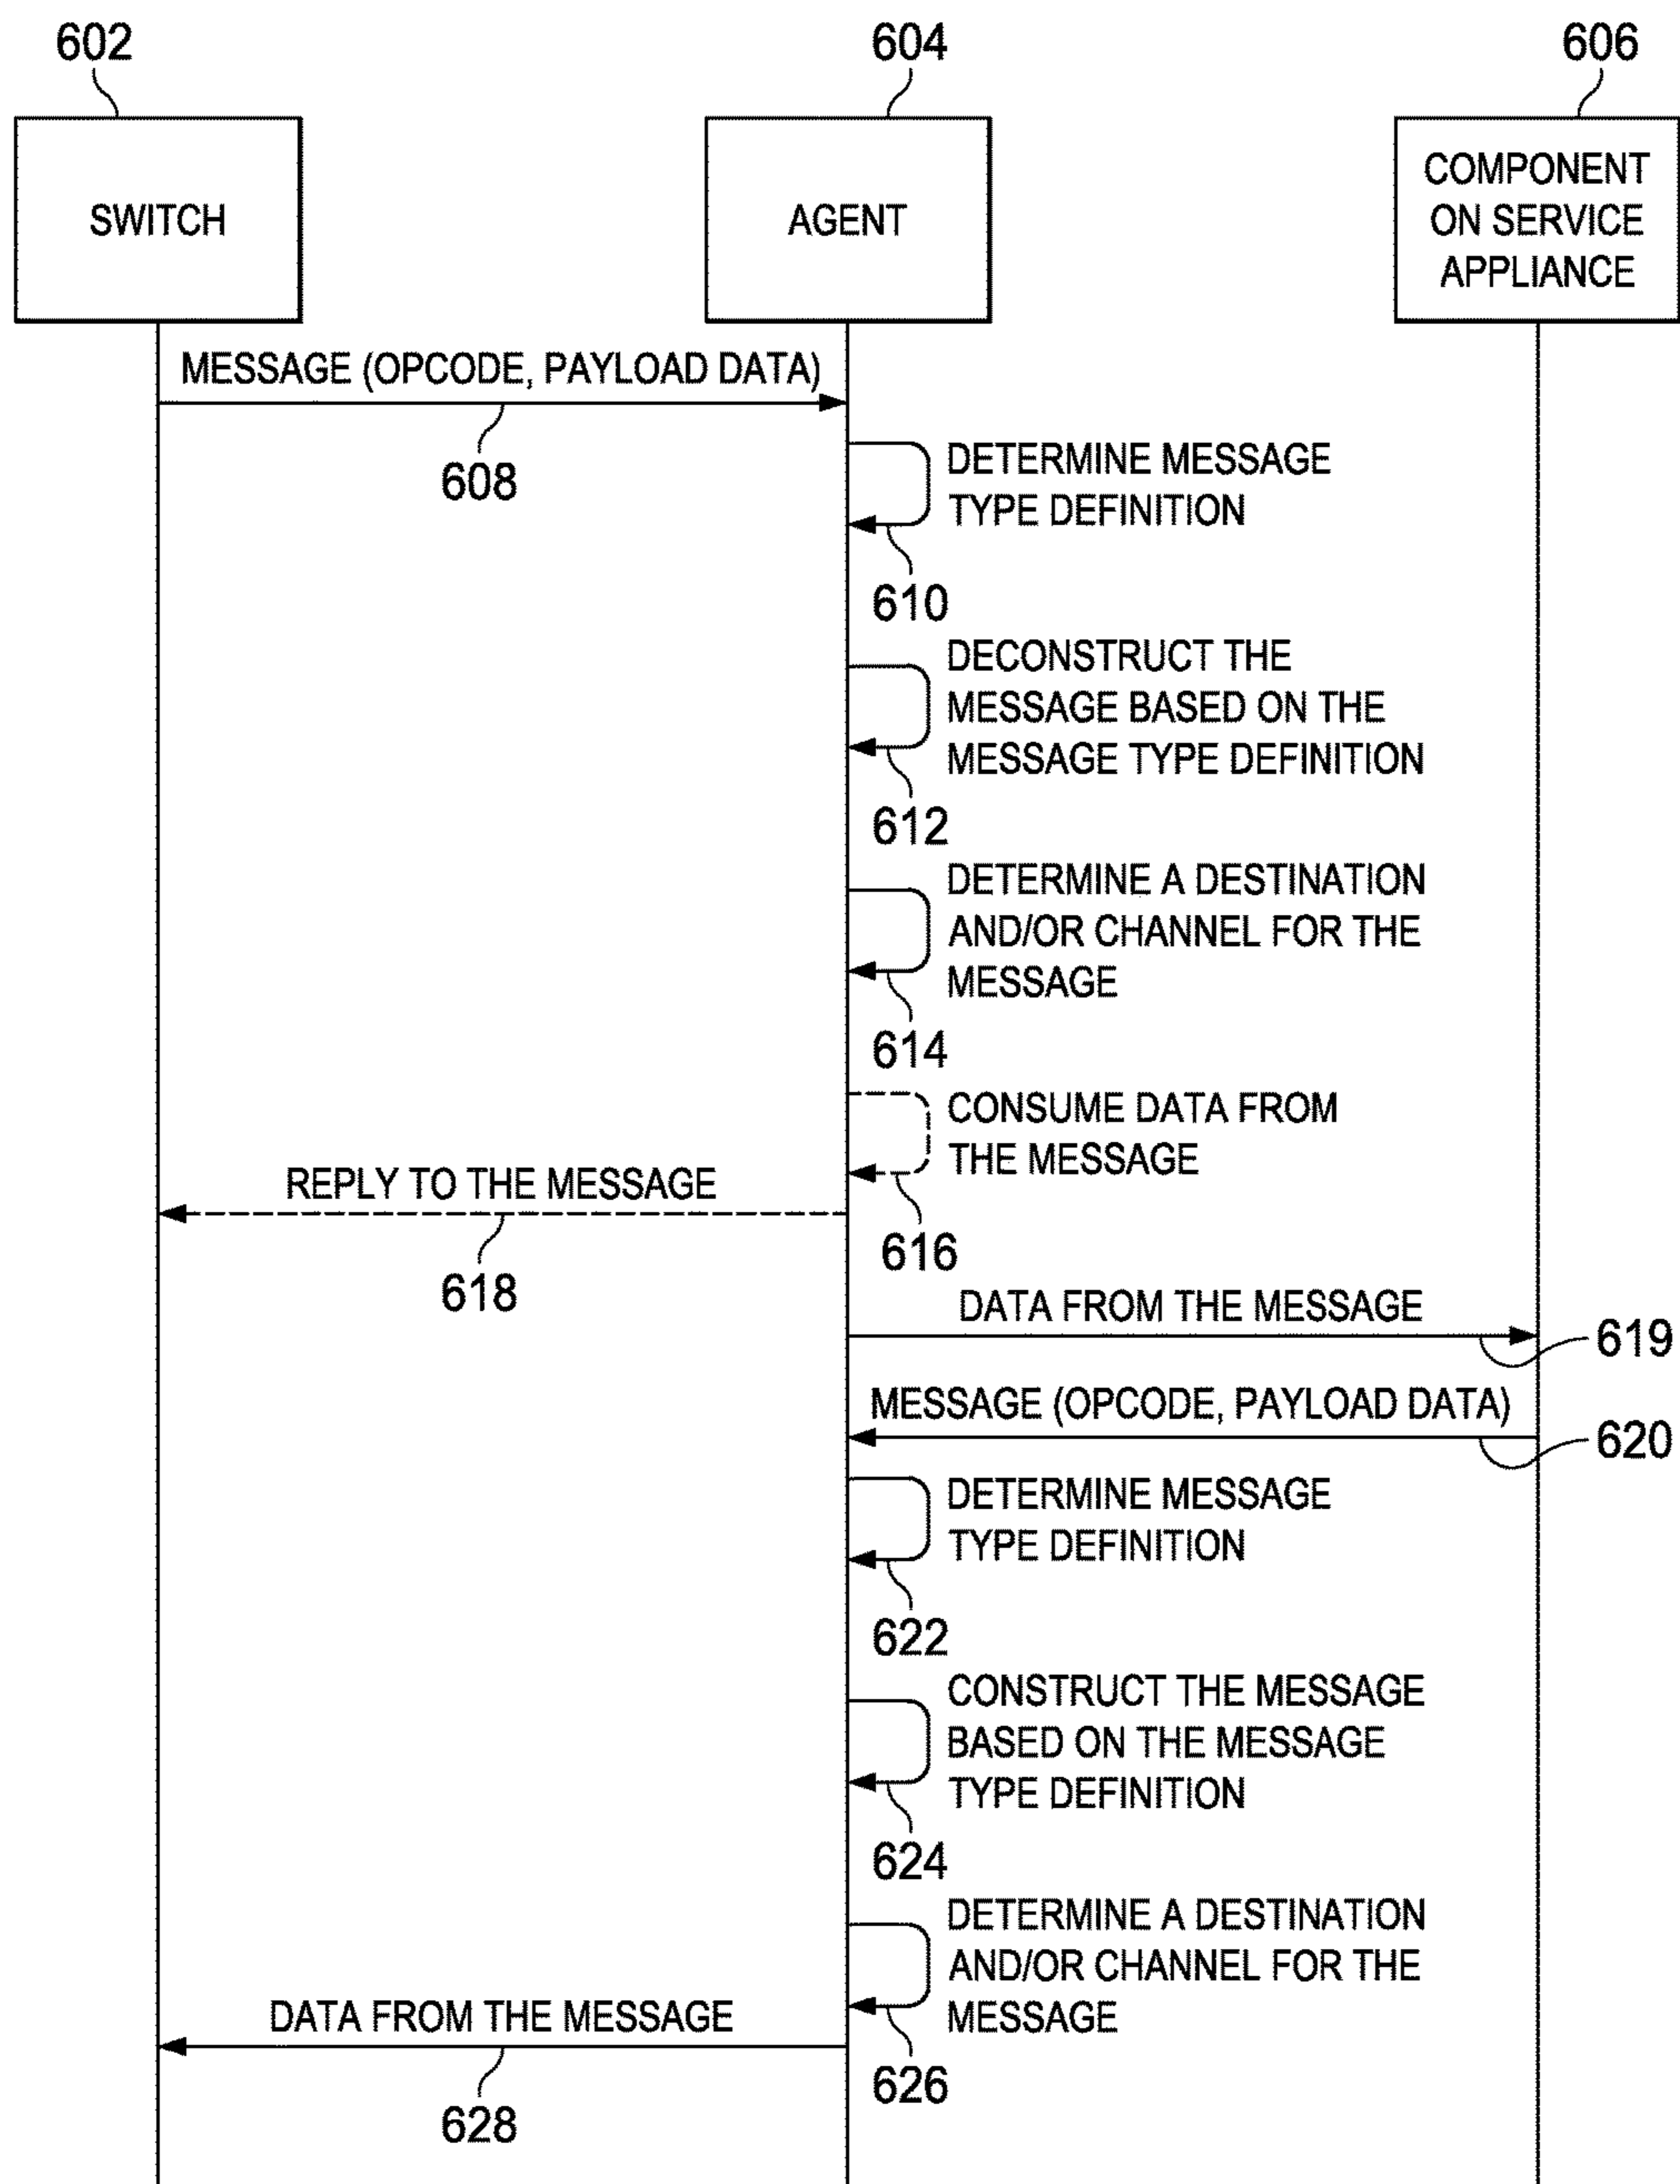 602
604
606
SWITCH
AGENT
COMPONENT
ON SERVICE
APPLIANCE
MESSAGE (OPCODE, PAYLOAD DATA)
608
DETERMINE MESSAGE
TYPE DEFINITION
610
DECONSTRUCT THE
MESSAGE BASED ON THE
MESSAGE TYPE DEFINITION
612
DETERMINE A DESTINATION
AND/OR CHANNEL FOR THE
MESSAGE
614
CONSUME DATA FROM
THE MESSAGE
616
REPLY TO THE MESSAGE
618
DATA FROM THE MESSAGE
619
MESSAGE (OPCODE, PAYLOAD DATA)
620
DETERMINE MESSAGE
TYPE DEFINITION
622
CONSTRUCT THE MESSAGE
BASED ON THE MESSAGE
TYPE DEFINITION
624
DETERMINE A DESTINATION
AND/OR CHANNEL FOR THE
MESSAGE
626
DATA FROM THE MESSAGE
628